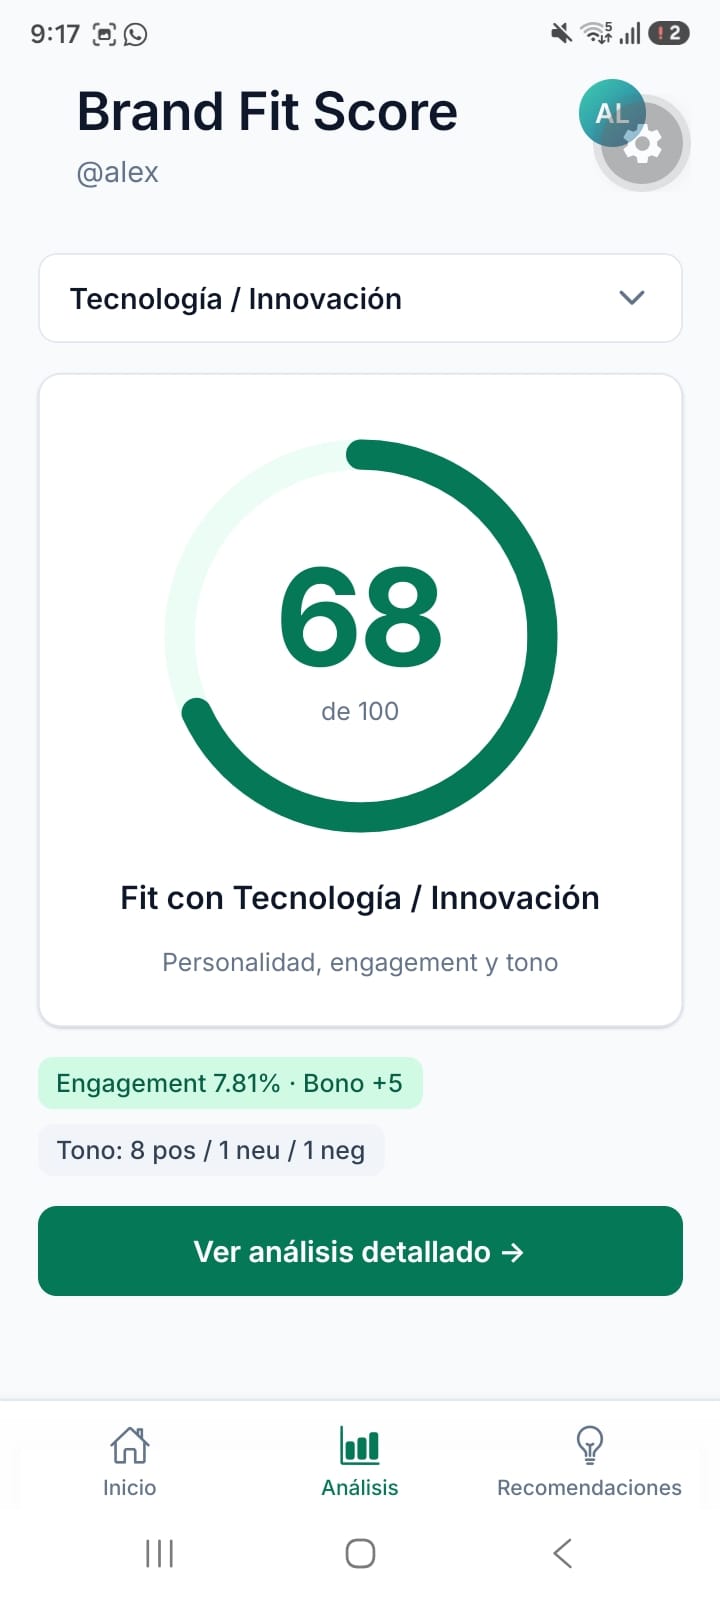 9:17
5
! 2
Brand Fit Score
AL
@alex
Tecnología / Innovación
68
de 100
Fit con Tecnología / Innovación
Personalidad, engagement y tono
Engagement 7.81% · Bono +5
Tono: 8 pos / 1 neu / 1 neg
Ver análisis detallado →
Inicio
Análisis
Recomendaciones